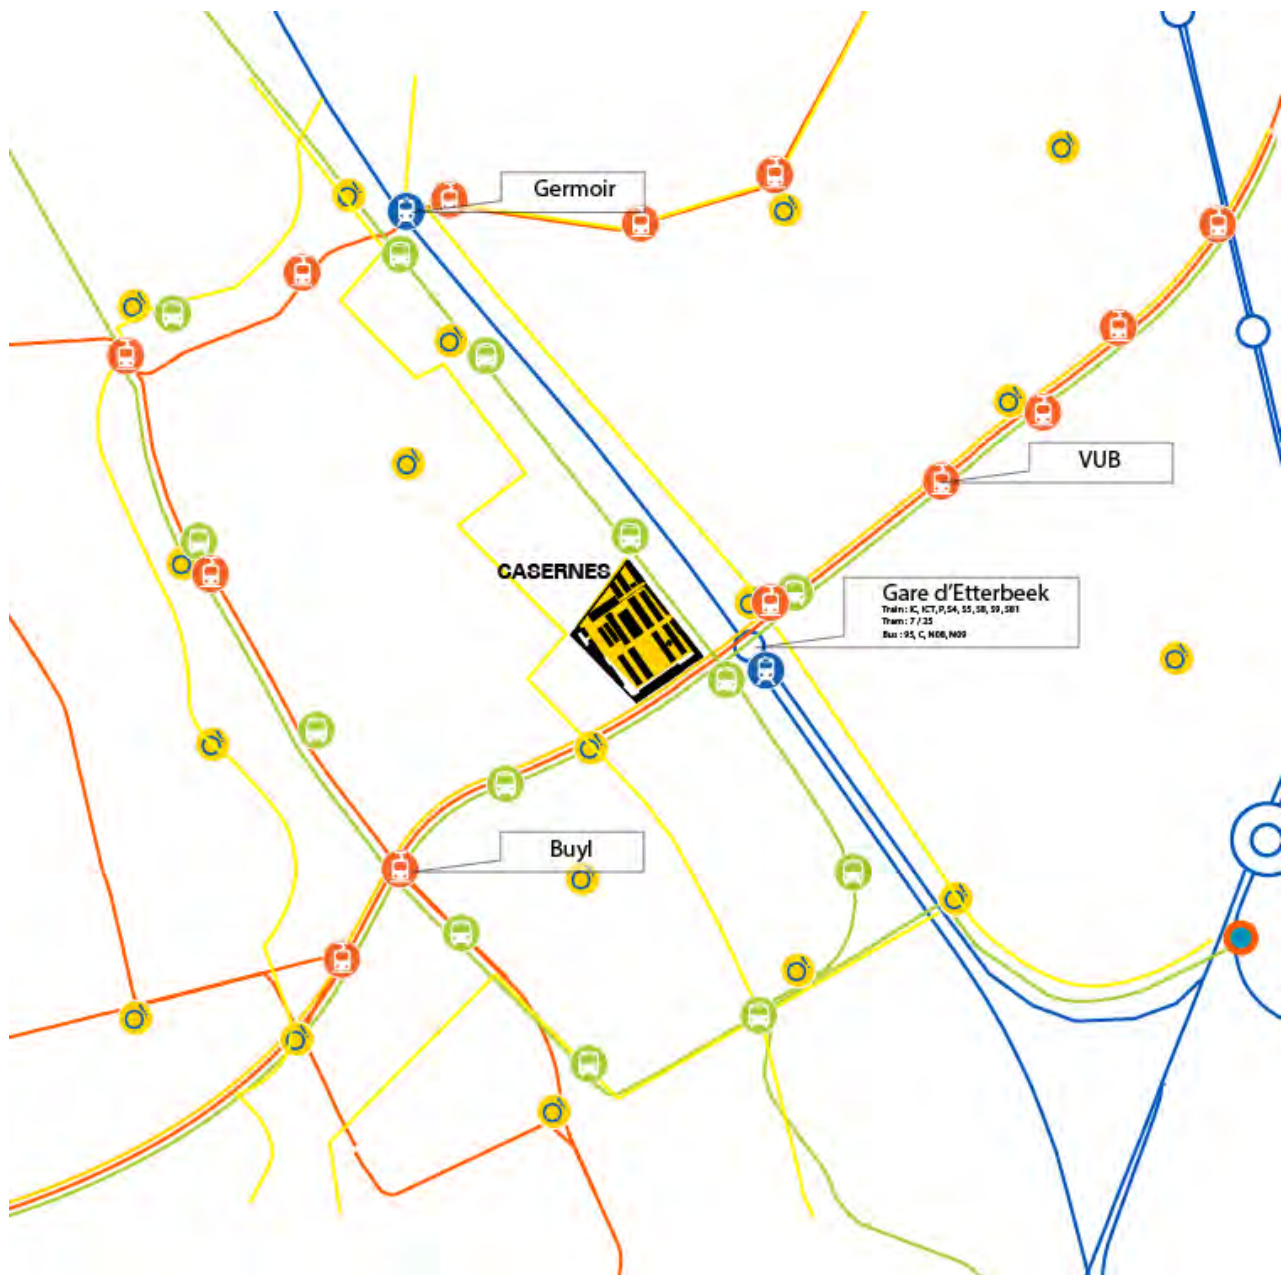 Germoir
VUB
CASERNES
Gare d'Etterbeek
Train : IC, ICT, P, S4, S5, S8, S9, S81
Tram : 7 / 25
Bus : 95, C, N08, N09
Buyl